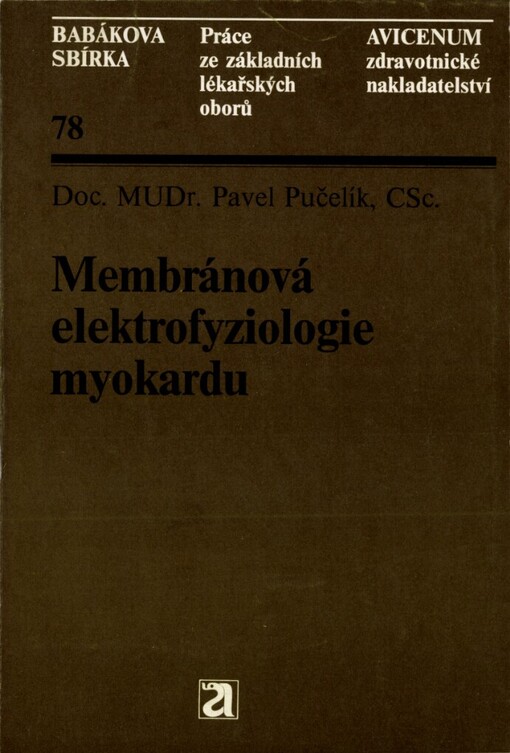 BABÁKOVA
SBÍRKA
78
Práce
ze základních
lékařských
oborů
AVICENUM
zdravotnické
nakladatelství
Doc. MUDr. Pavel Pučelík, CSc.
Membránová
elektrofyziologie
myokardu
a